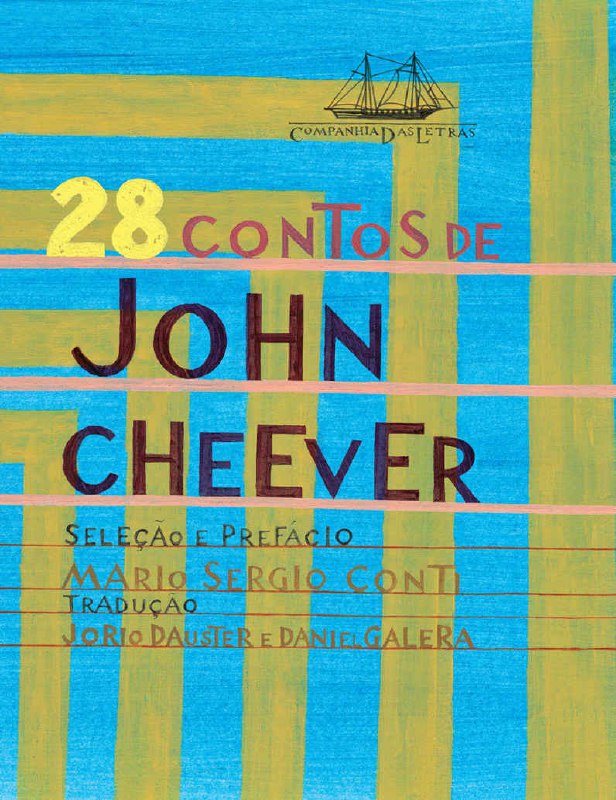 COMPANHIA DAS LETRAS
28 CONTOS DE
JOHN
CHEEVER
SELEÇÃO E PREFÁCIO
MARIO SERGIO CONTI
TRADUÇÃO
JORIO DAUSTER E DANIEL GALERA